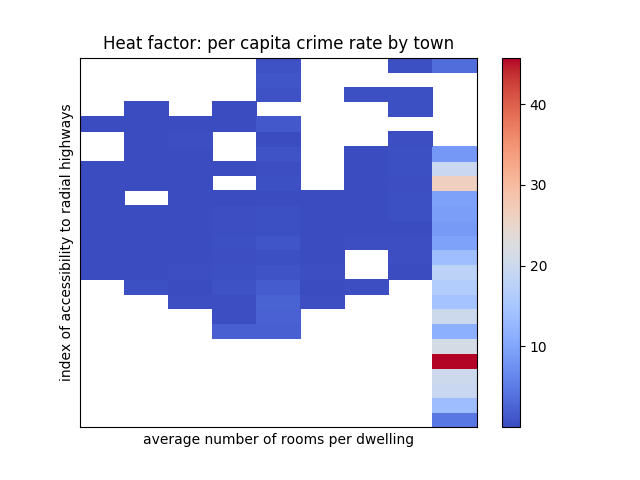 Heat factor: per capita crime rate by town
index of accessibility to radial highways
average number of rooms per dwelling
40
30
20
10